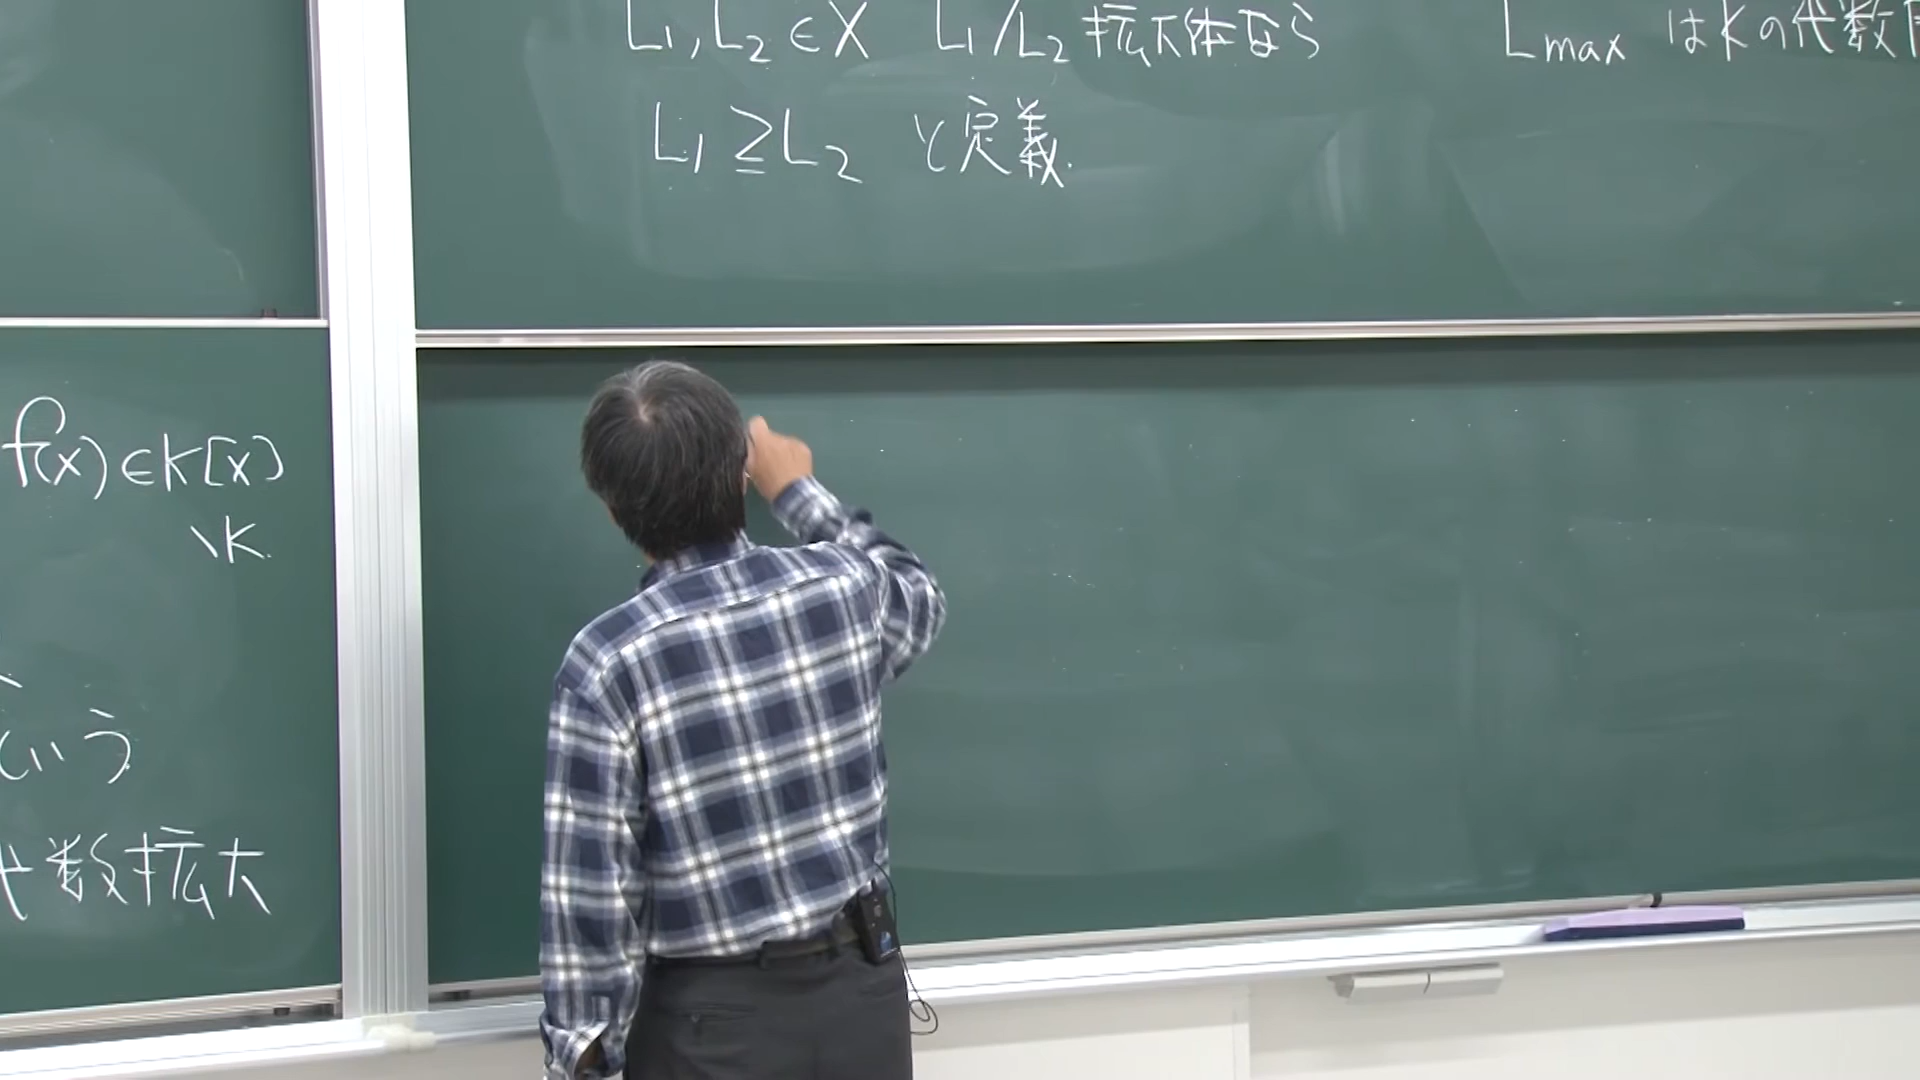 L₁, L₂ ∈ X L₁/L₂ 拡大体なら
L₁ ≧ L₂ と定義.
Lmax はKの代数
f(x) ∈ K[x]
\K.
いう
代数拡大